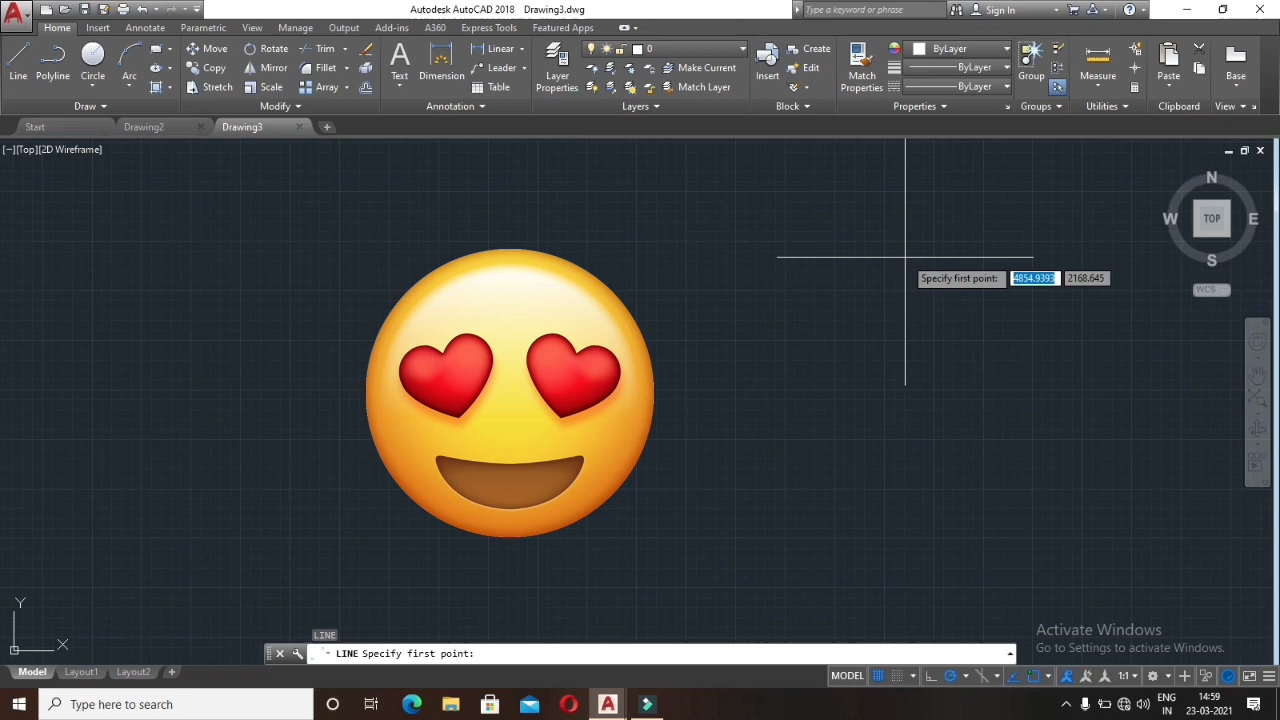 Autodesk AutoCAD 2018 Drawing3.dwg
Type a keyword or phrase
Sign In
Home Insert Annotate Parametric View Manage Output Add-ins A360 Express Tools Featured Apps
Line
Polyline
Circle
Arc
Move
Rotate
Trim
Copy
Mirror
Fillet
Stretch
Scale
Array
Text
Dimension
Linear
Leader
Table
Layer
Properties
0
Make Current
Match Layer
Insert
Create
Edit
Match
Properties
ByLayer
ByLayer
ByLayer
Group
Measure
Paste
Base
Draw
Modify
Annotation
Layers
Block
Properties
Groups
Utilities
Clipboard
View
Start
Drawing2
Drawing3
[−][Top][2D Wireframe]
N
W
TOP
E
S
WCS
Specify first point: 4854.9393 2168.645
Y
X
Activate Windows
Go to Settings to activate Windows.
LINE
LINE Specify first point:
Model
Layout1
Layout2
MODEL
1:1
Type here to search
ENG
IN
14:59
23-03-2021